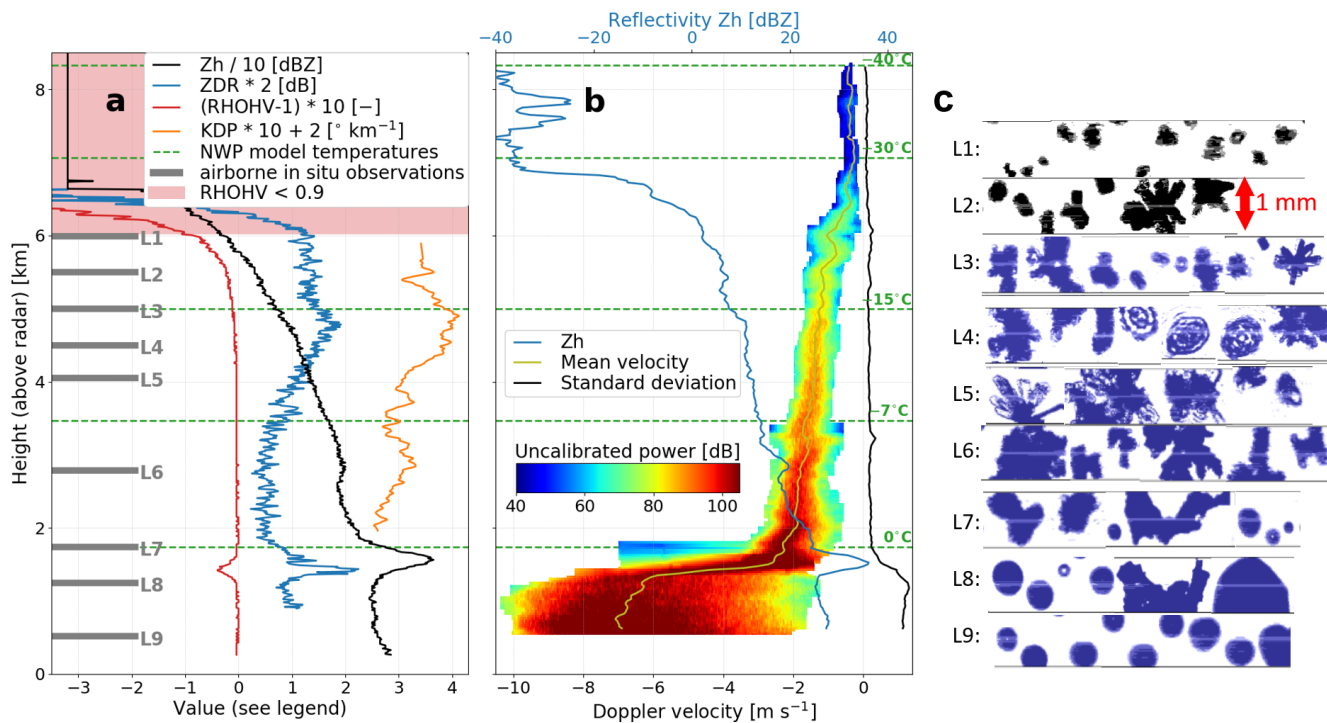 Reflectivity Zh [dBZ]
−40 −20 0 20 40
a
Zh / 10 [dBZ]
ZDR * 2 [dB]
(RHOHV-1) * 10 [−]
KDP * 10 + 2 [° km⁻¹]
NWP model temperatures
airborne in situ observations
RHOHV < 0.9
8
6
4
2
0
Height (above radar) [km]
L1
L2
L3
L4
L5
L6
L7
L8
L9
−3 −2 −1 0 1 2 3 4
Value (see legend)
b
−40°C
−30°C
−15°C
−7°C
0°C
Zh
Mean velocity
Standard deviation
Uncalibrated power [dB]
40 60 80 100
−10 −8 −6 −4 −2 0
Doppler velocity [m s⁻¹]
c
L1:
L2:
1 mm
L3:
L4:
L5:
L6:
L7:
L8:
L9: